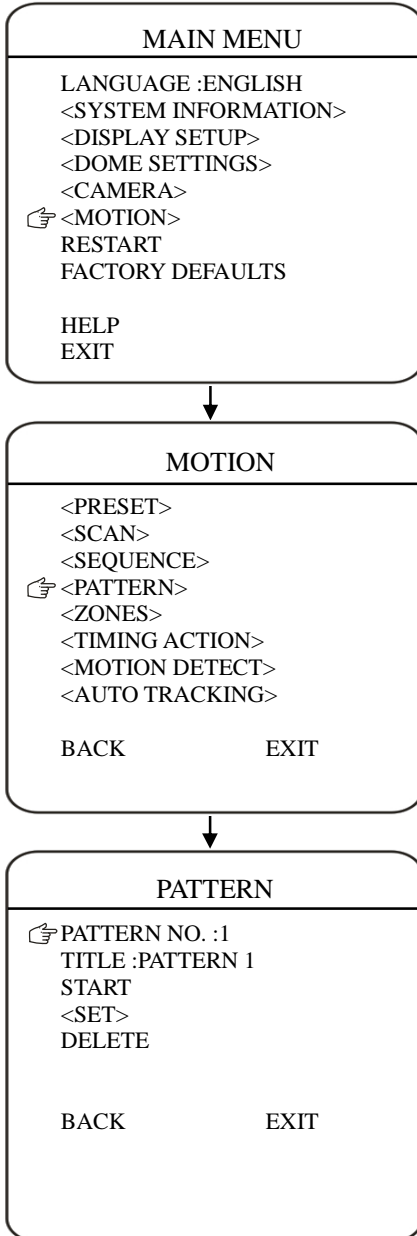 MAIN MENU
LANGUAGE :ENGLISH
<SYSTEM INFORMATION>
<DISPLAY SETUP>
<DOME SETTINGS>
<CAMERA>
<MOTION>
RESTART
FACTORY DEFAULTS
HELP
EXIT
MOTION
<PRESET>
<SCAN>
<SEQUENCE>
<PATTERN>
<ZONES>
<TIMING ACTION>
<MOTION DETECT>
<AUTO TRACKING>
BACK EXIT
PATTERN
PATTERN NO. :1
TITLE :PATTERN 1
START
<SET>
DELETE
BACK EXIT